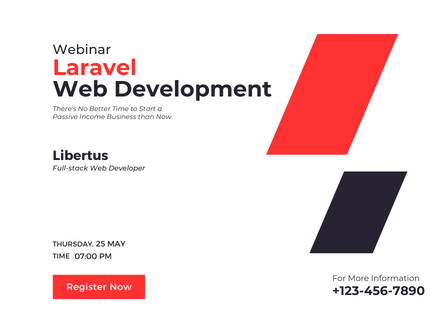 Webinar
Laravel
Web Development
There's No Better Time to Start a
Passive Income Business than Now
Libertus
Full-stack Web Developer
THURSDAY, 25 MAY
TIME 07:00 PM
Register Now
For More Information
+123-456-7890